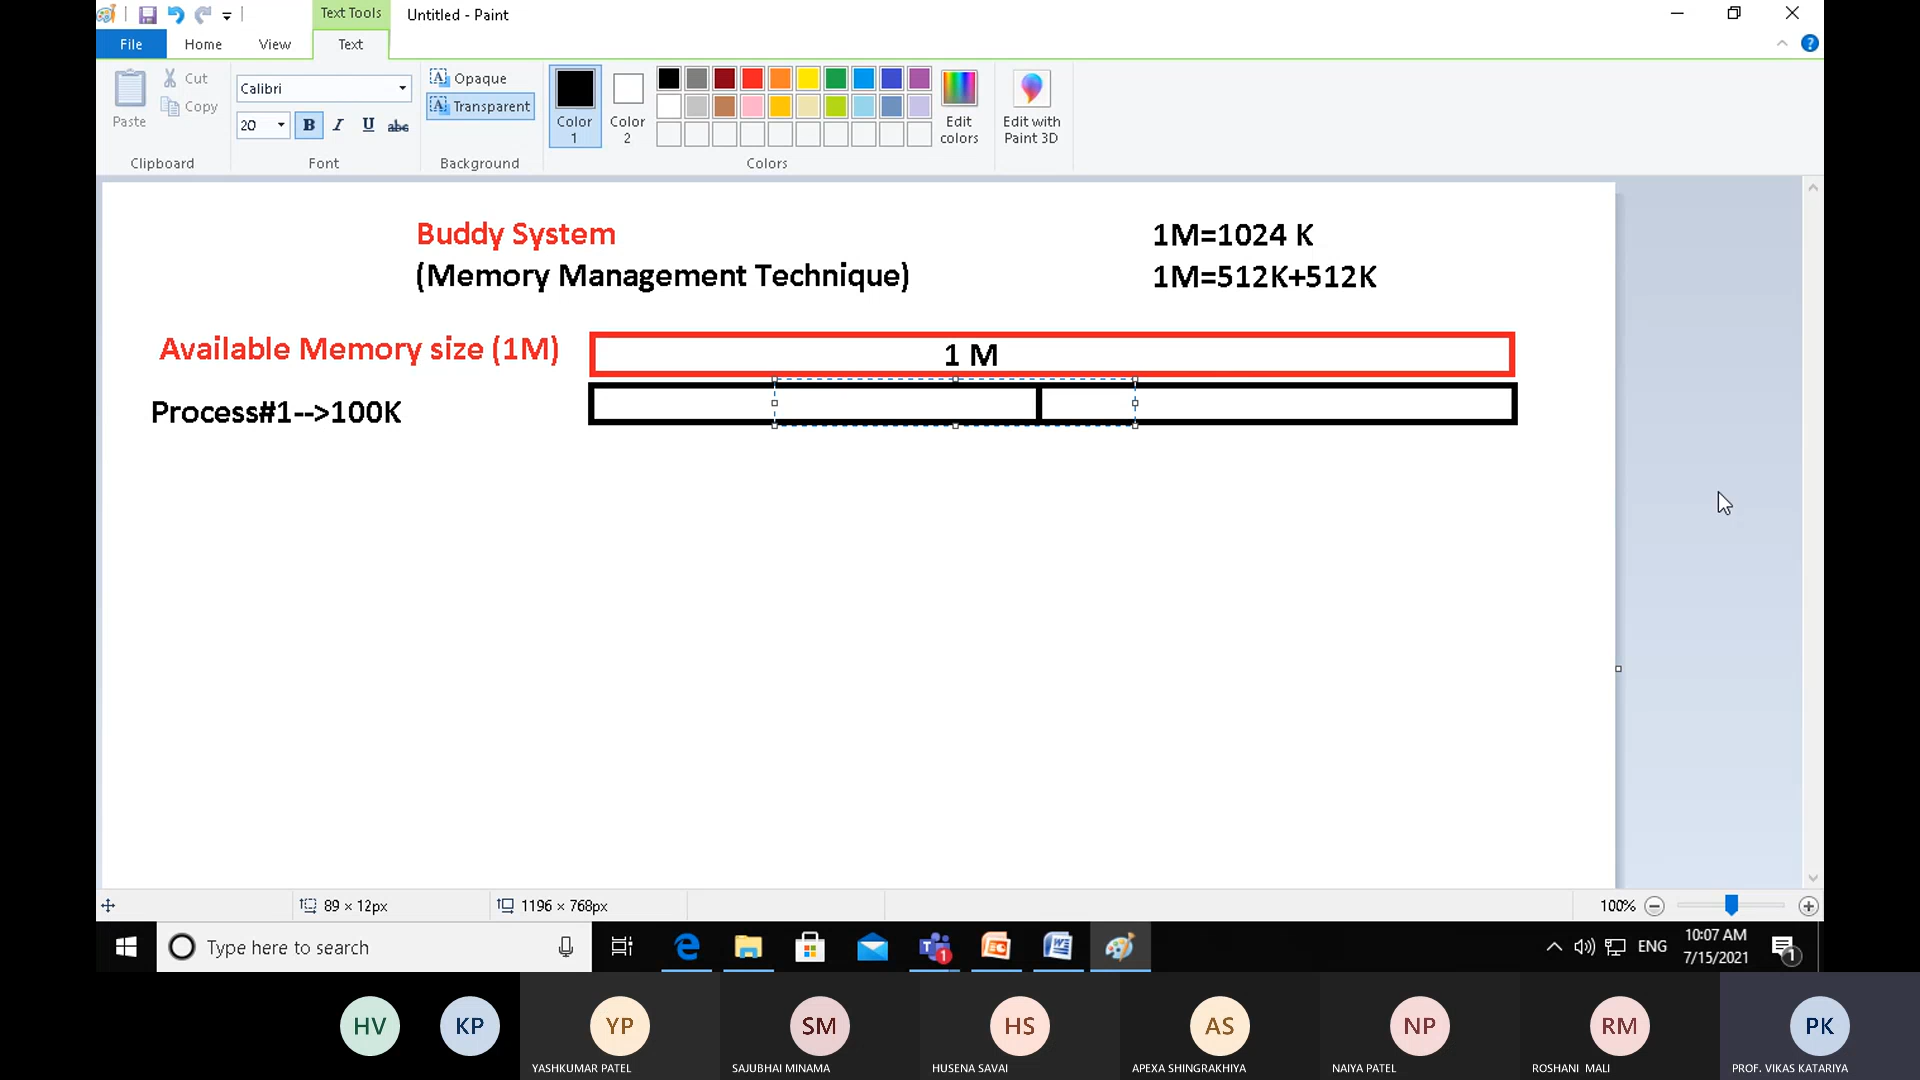 Text Tools
Untitled - Paint
File
Home
View
Text
Paste
Cut
Copy
Clipboard
Calibri
20
B I U abc
Font
Opaque
Transparent
Background
Color 1
Color 2
Colors
Edit colors
Edit with Paint 3D
Buddy System
(Memory Management Technique)
1M=1024 K
1M=512K+512K
Available Memory size (1M)
1 M
Process#1-->100K
89 × 12px
1196 × 768px
100%
Type here to search
1
ENG
10:07 AM
7/15/2021
1
HV
KP
YP
SM
HS
AS
NP
RM
PK
YASHKUMAR PATEL
SAJUBHAI MINAMA
HUSENA SAVAI
APEXA SHINGRAKHIYA
NAIYA PATEL
ROSHANI MALI
PROF. VIKAS KATARIYA